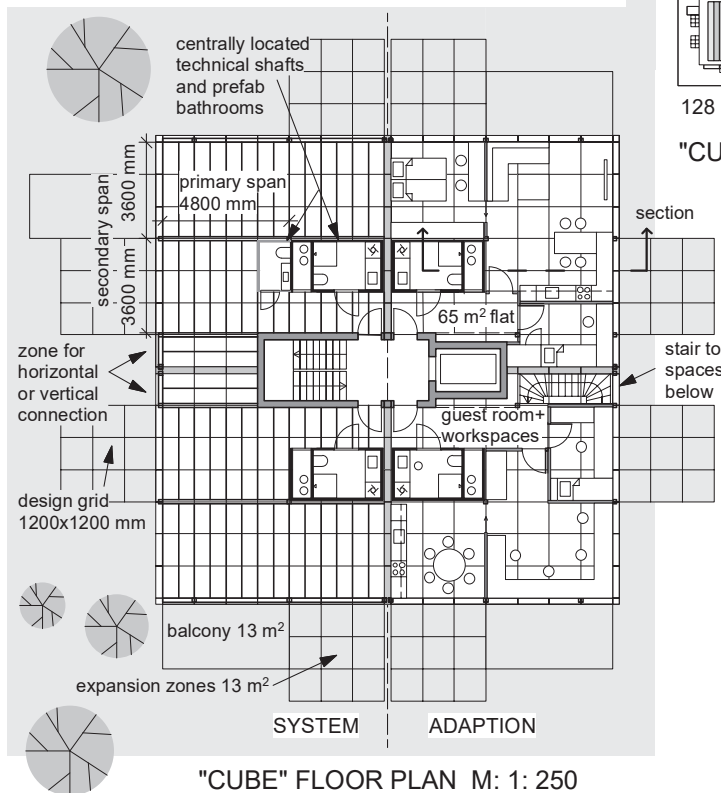 centrally located
technical shafts
and prefab
bathrooms
128
"CU
3600 mm
primary span
4800 mm
secondary span
section
3600 mm
65 m² flat
zone for
horizontal
or vertical
connection
stair to
spaces
below
guest room+
workspaces
design grid
1200x1200 mm
balcony 13 m²
expansion zones 13 m²
SYSTEM
ADAPTION
"CUBE" FLOOR PLAN M: 1: 250